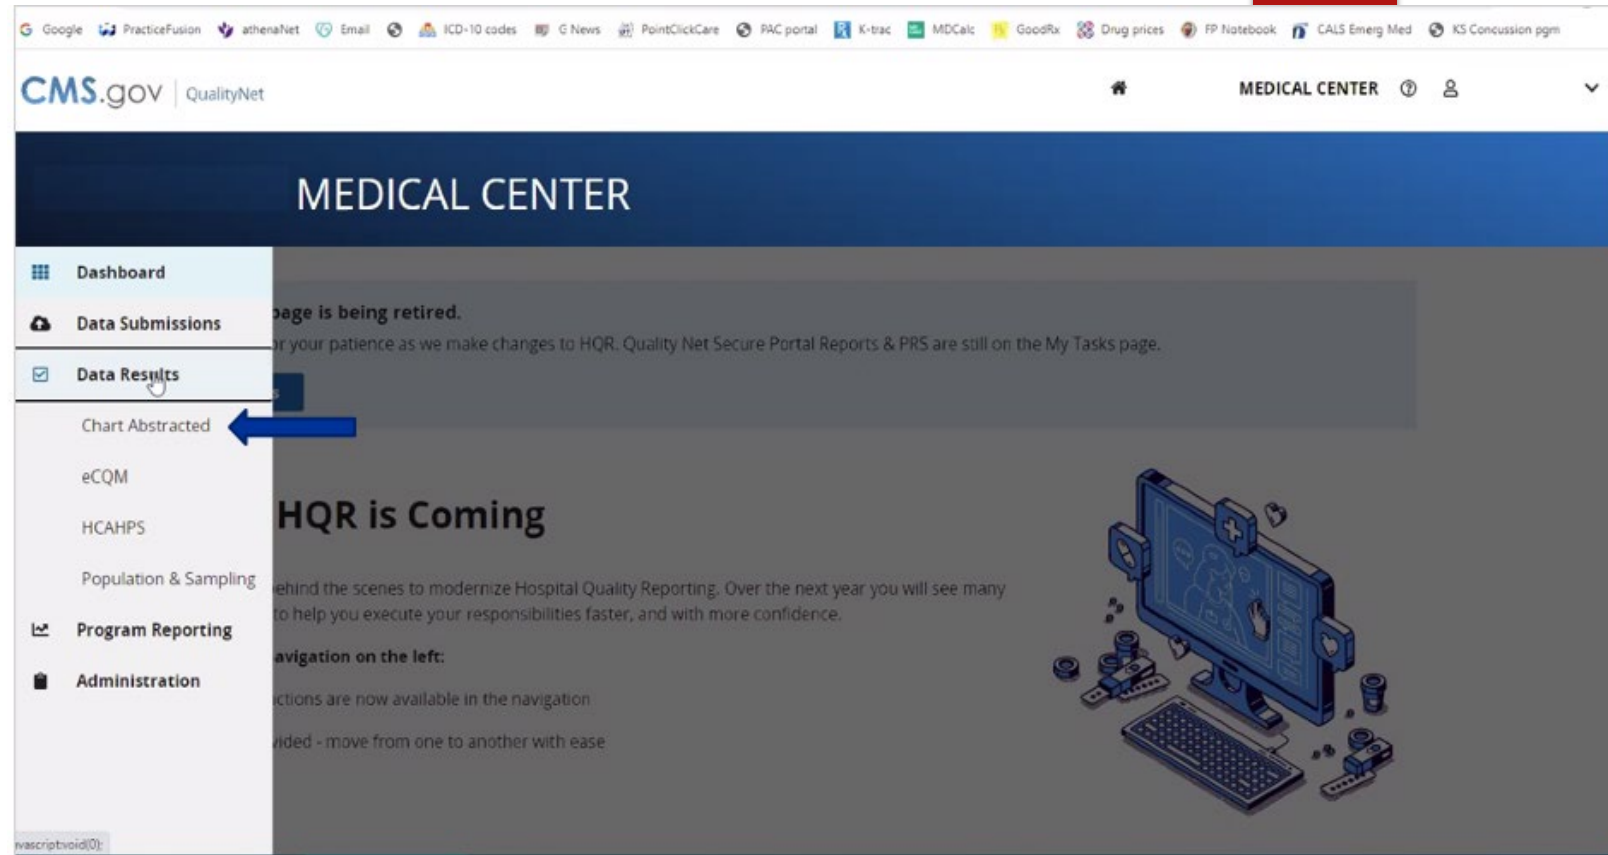 Google PracticeFusion athenaNet Email ICD-10 codes G News PointClickCare PAC portal K-trac MDCalc GoodRx Drug prices FP Notebook CALS Emerg Med KS Concussion pgm
CMS.gov QualityNet MEDICAL CENTER
MEDICAL CENTER
Dashboard
page is being retired.
Data Submissions
or your patience as we make changes to HQR. Quality Net Secure Portal Reports & PRS are still on the My Tasks page.
Data Results
s
Chart Abstracted
eCQM
HQR is Coming
HCAHPS
Population & Sampling
ehind the scenes to modernize Hospital Quality Reporting. Over the next year you will see many
to help you execute your responsibilities faster, and with more confidence.
Program Reporting
avigation on the left:
Administration
ctions are now available in the navigation
vided - move from one to another with ease
avascript:void(0);